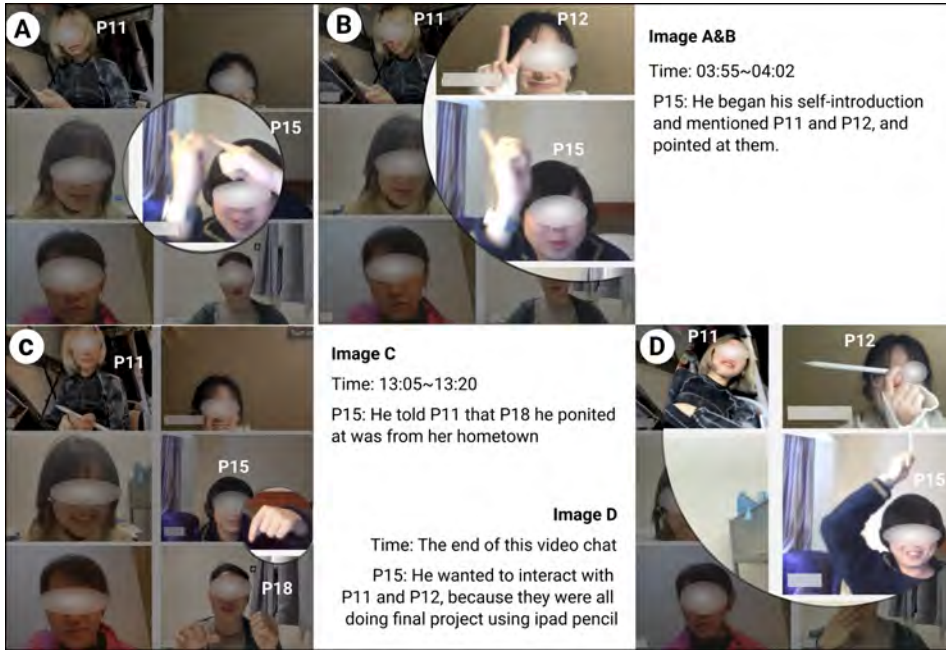 A
P11
P15
B
P11
P12
P15
Image A&B
Time: 03:55~04:02
P15: He began his self-introduction
and mentioned P11 and P12, and
pointed at them.
C
P11
P15
P18
Image C
Time: 13:05~13:20
P15: He told P11 that P18 he ponited
at was from her hometown
Image D
Time: The end of this video chat
P15: He wanted to interact with
P11 and P12, because they were all
doing final project using ipad pencil
D
P11
P12
P15